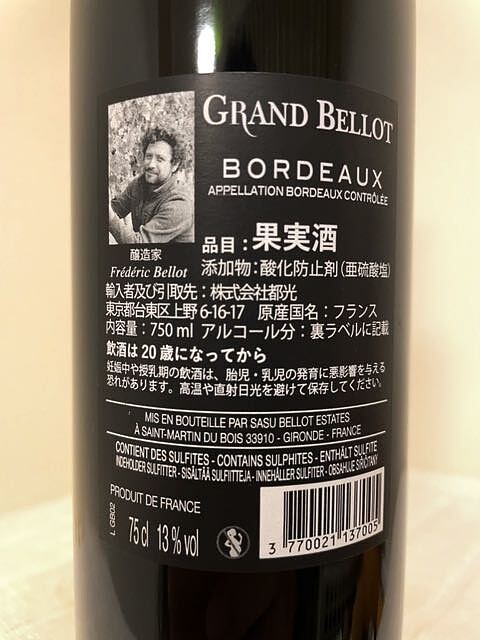 GRAND BELLOT
BORDEAUX
APPELLATION BORDEAUX CONTRÔLÉE
醸造家
Frédéric Bellot
品目：果実酒
添加物：酸化防止剤（亜硫酸塩）
輸入者及び引取先：株式会社都光
東京都台東区上野6-16-17 原産国名：フランス
内容量：750ml アルコール分：裏ラベルに記載
飲酒は20歳になってから
妊娠中や授乳期の飲酒は、胎児・乳児の発育に悪影響を与える
恐れがあります。高温や直射日光を避けて保存してください。
MIS EN BOUTEILLE PAR SASU BELLOT ESTATES
À SAINT-MARTIN DU BOIS 33910 - GIRONDE - FRANCE
CONTIENT DES SULFITES - CONTAINS SULPHITES - ENTHÄLT SULFITE
INDEHOLDER SULFITTER - SISÄLTÄÄ SULFIITTEJA - INNEHÅLLER SULFITER - OBSAHUJE SIŘIČITANY
PRODUIT DE FRANCE
L GB02
75 cl 13 % vol
3 770021 137005